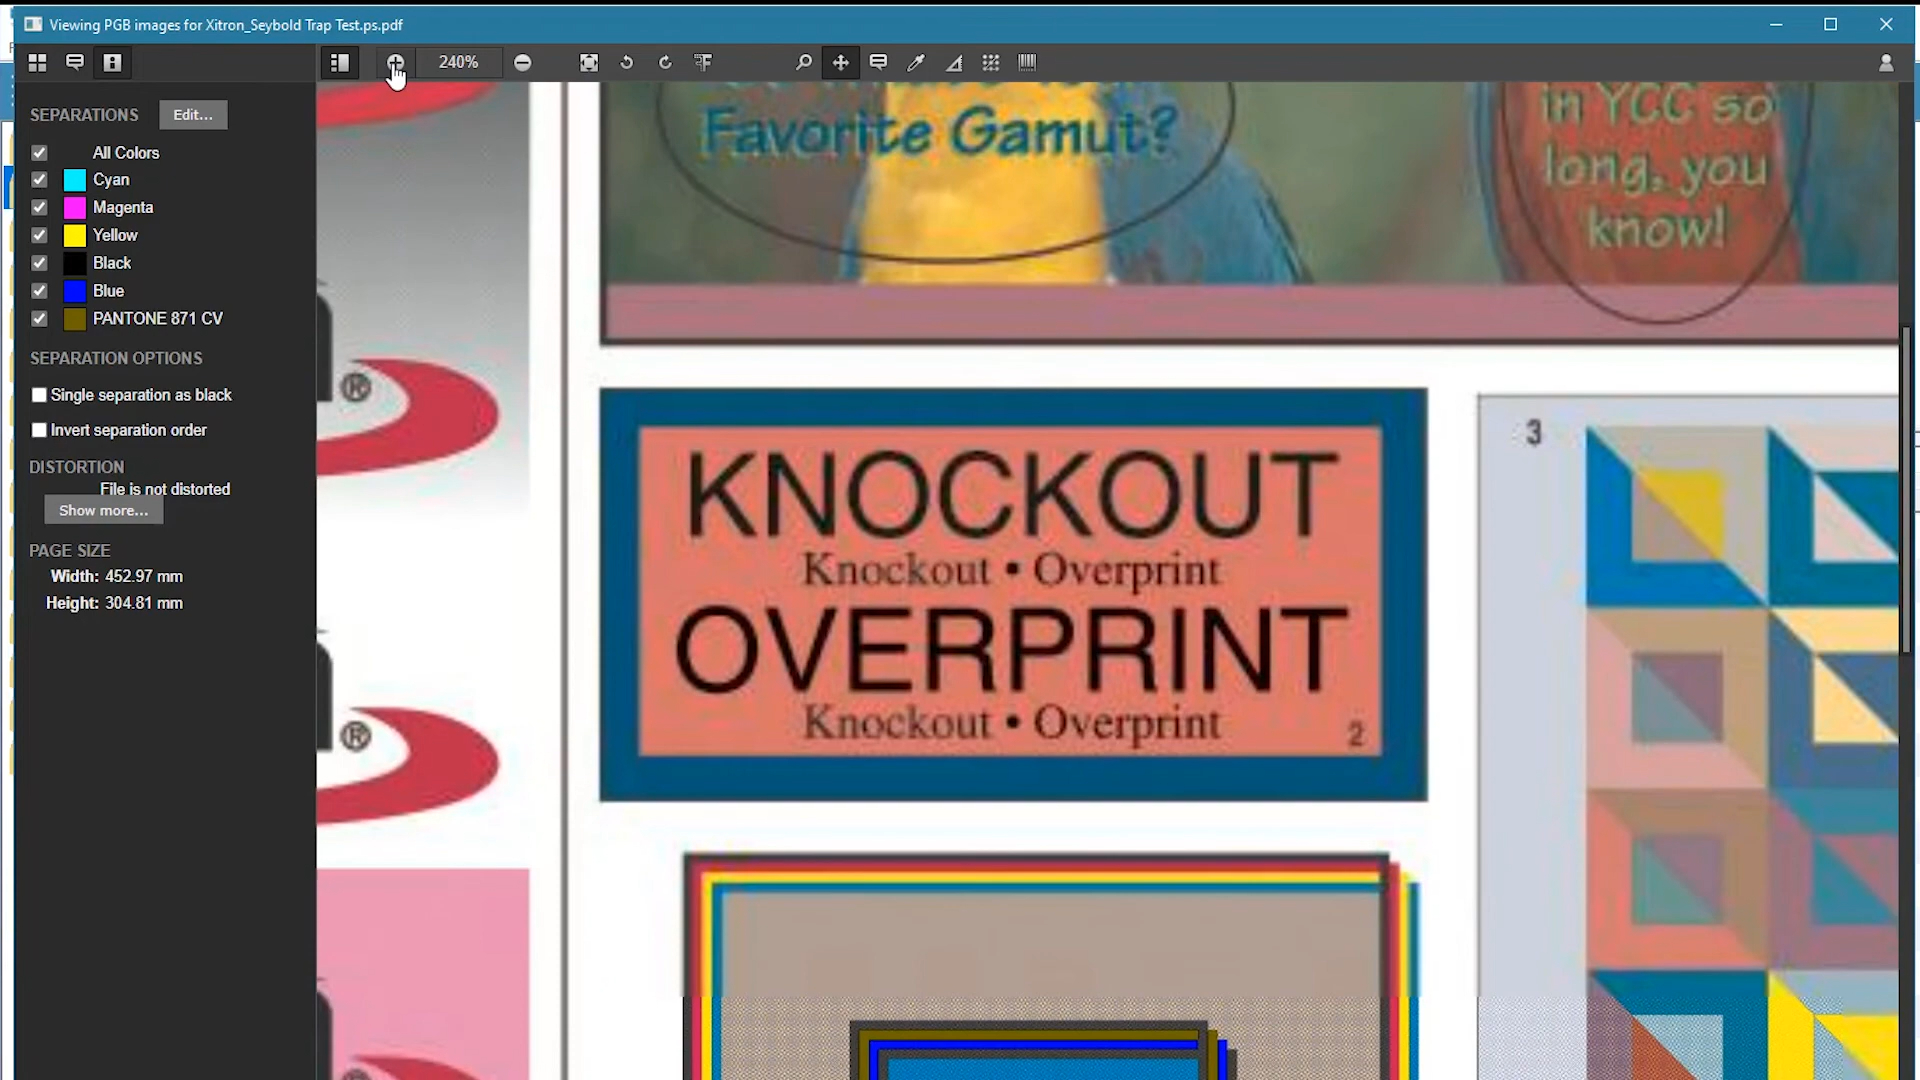 Viewing PGB images for Xitron_Seybold Trap Test.ps.pdf
240%
SEPARATIONS
Edit...
All Colors
Cyan
Magenta
Yellow
Black
Blue
PANTONE 871 CV
SEPARATION OPTIONS
Single separation as black
Invert separation order
DISTORTION
File is not distorted
Show more...
PAGE SIZE
Width: 452.97 mm
Height: 304.81 mm
Favorite Gamut?
in YCC so
long, you
know!
®
®
KNOCKOUT
Knockout • Overprint
OVERPRINT
Knockout • Overprint
2
3